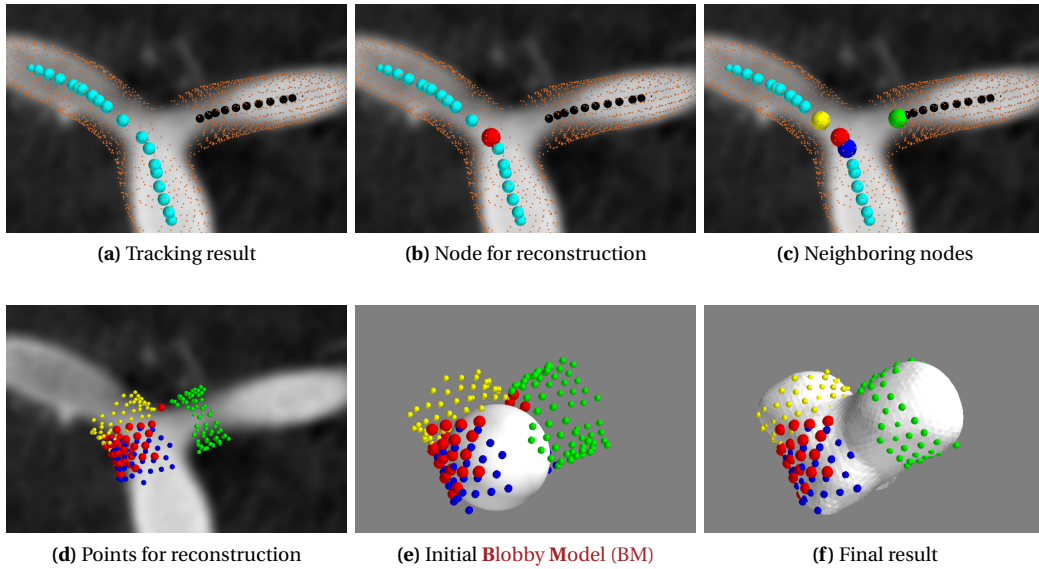 (a) Tracking result
(b) Node for reconstruction
(c) Neighboring nodes
(d) Points for reconstruction
(e) Initial Blobby Model (BM)
(f) Final result